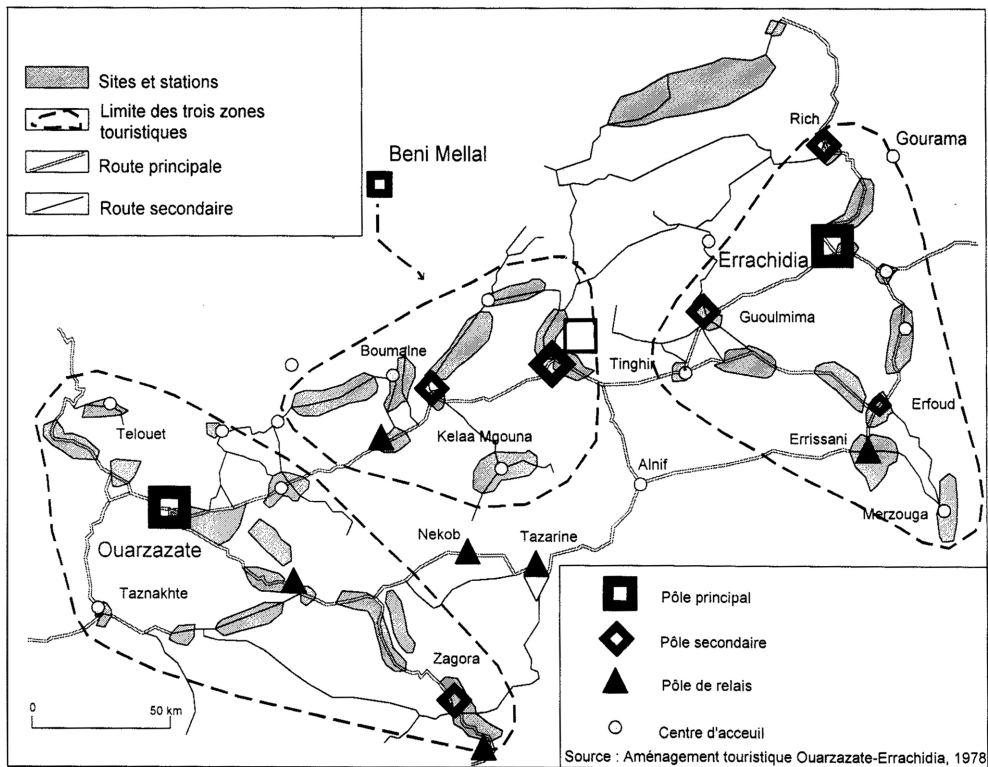 Sites et stations
Limite des trois zones
touristiques
Route principale
Route secondaire
Beni Mellal
Rich
Gourama
Errachidia
Guoulmima
Boumalne
Tinghir
Telouet
Kelaa Mgouna
Erfoud
Errissani
Alnif
Merzouga
Ouarzazate
Nekob
Tazarine
Taznakhte
Zagora
0
50 km
Pôle principal
Pôle secondaire
Pôle de relais
Centre d'acceuil
Source : Aménagement touristique Ouarzazate-Errachidia, 1978